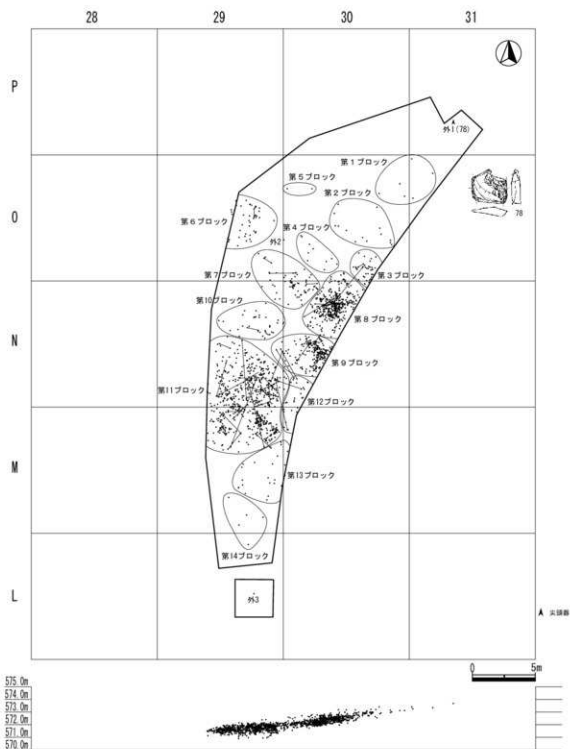 28 29 30 31
P
外1(78)
第1ブロック
第5ブロック
第2ブロック
78
O
第6ブロック
第4ブロック
外2
第7ブロック
第3ブロック
第10ブロック
第8ブロック
N
第9ブロック
第11ブロック
第12ブロック
M
第13ブロック
第14ブロック
L
外3
尖頭器
0 5m
575.0m
574.0m
573.0m
572.0m
571.0m
570.0m